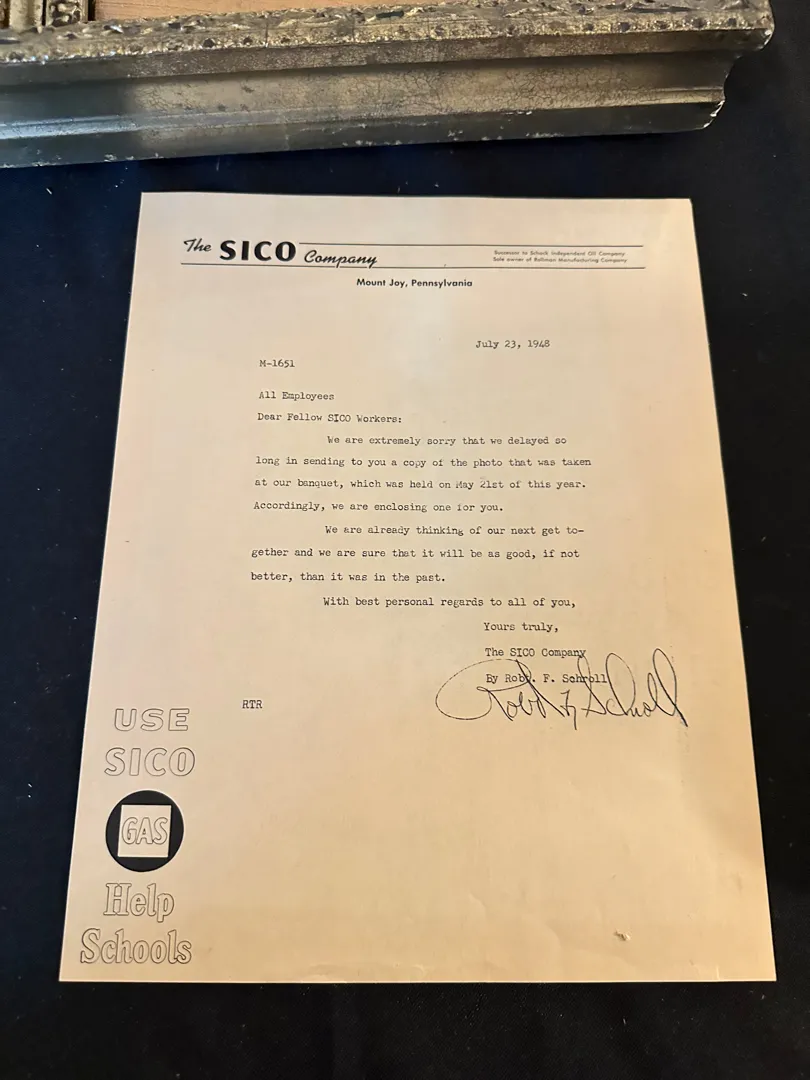 The SICO Company
Successor to Schock Independent Oil Company
Sole owner of Bellman Manufacturing Company
Mount Joy, Pennsylvania
July 23, 1948
M-1651
All Employees
Dear Fellow SICO Workers:
We are extremely sorry that we delayed so
long in sending to you a copy of the photo that was taken
at our banquet, which was held on May 21st of this year.
Accordingly, we are enclosing one for you.
We are already thinking of our next get to-
gether and we are sure that it will be as good, if not
better, than it was in the past.
With best personal regards to all of you,
Yours truly,
The SICO Company
By Robt. F. Schroll
Robt F Schroll
RTR
USE
SICO
GAS
Help
Schools